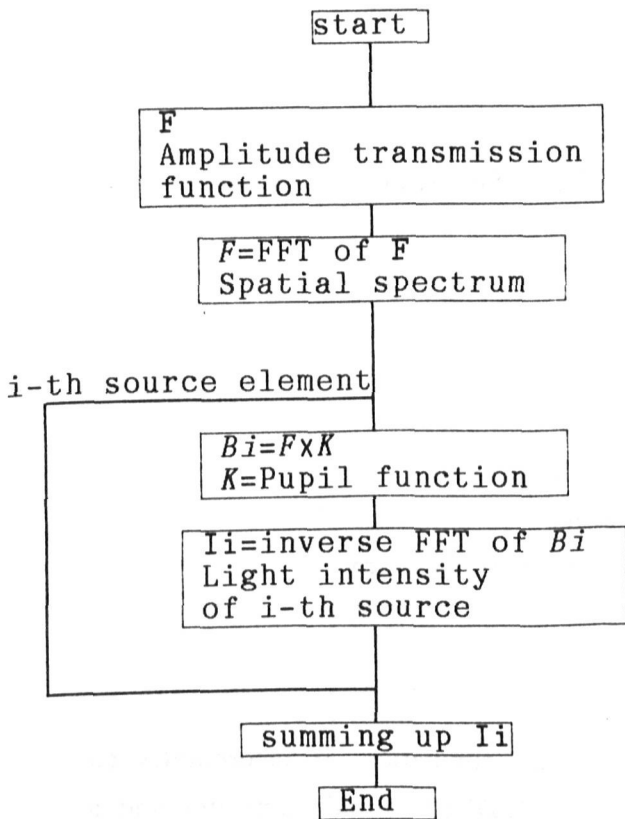 start
F
Amplitude transmission
function
F=FFT of F
Spatial spectrum
i-th source element
Bi=F×K
K=Pupil function
Ii=inverse FFT of Bi
Light intensity
of i-th source
summing up Ii
End